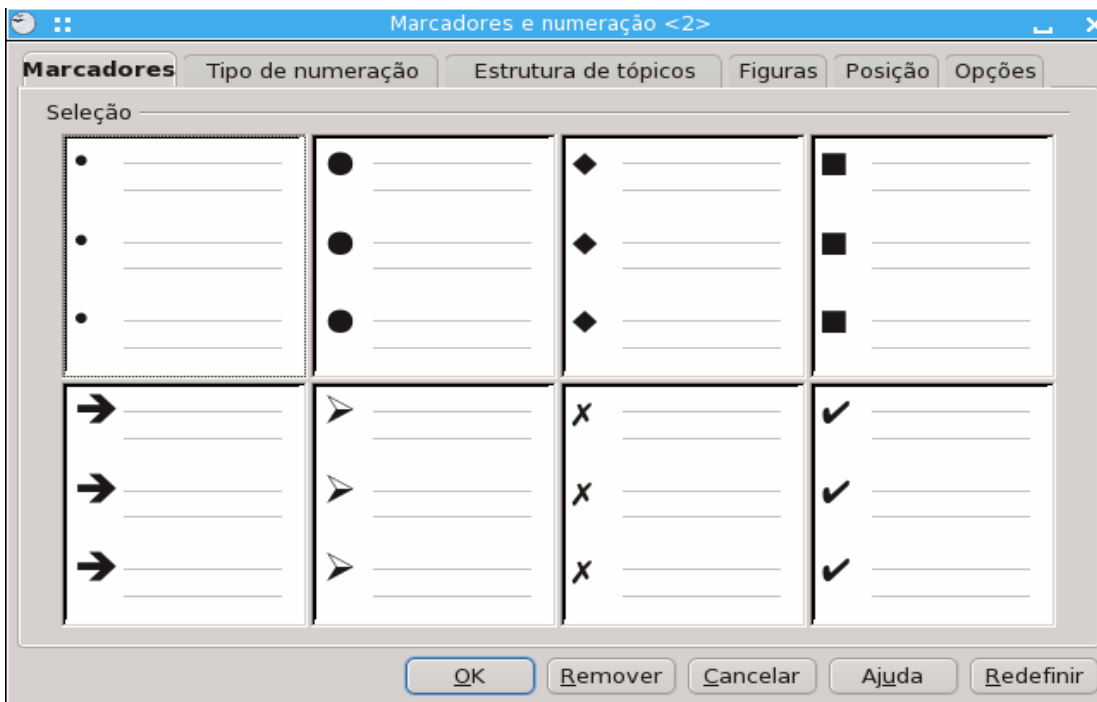 Marcadores e numeração <2>
Marcadores Tipo de numeração Estrutura de tópicos Figuras Posição Opções
Seleção
OK Remover Cancelar Ajuda Redefinir